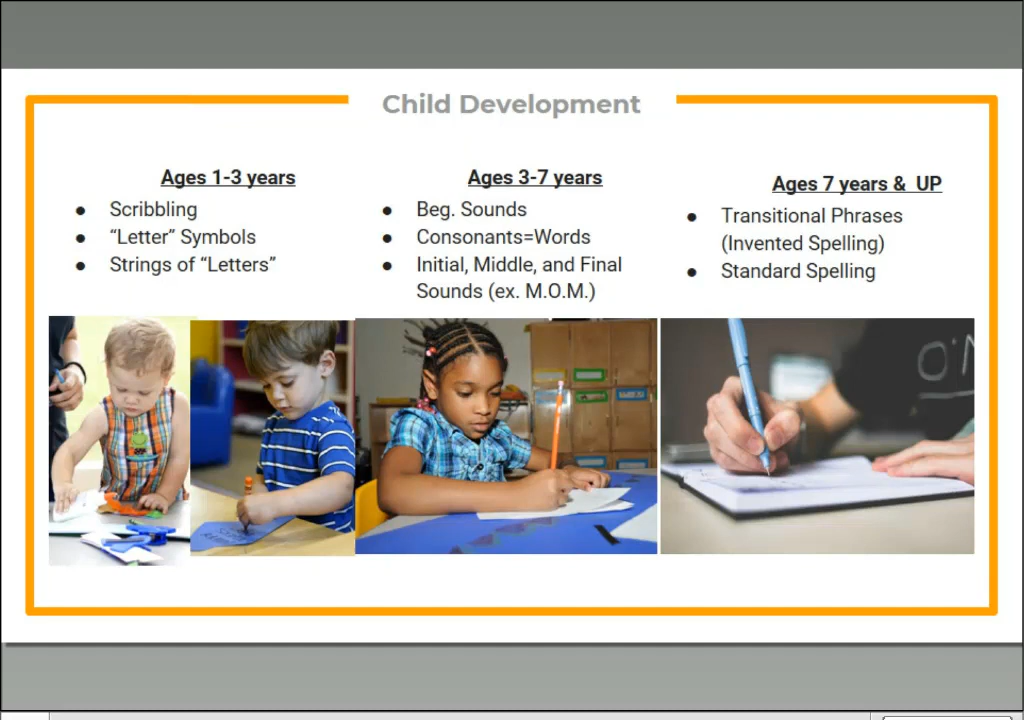 Child Development
Ages 1-3 years
● Scribbling
● “Letter” Symbols
● Strings of “Letters”
Ages 3-7 years
● Beg. Sounds
● Consonants=Words
● Initial, Middle, and Final
Sounds (ex. M.O.M.)
Ages 7 years & UP
● Transitional Phrases
(Invented Spelling)
● Standard Spelling